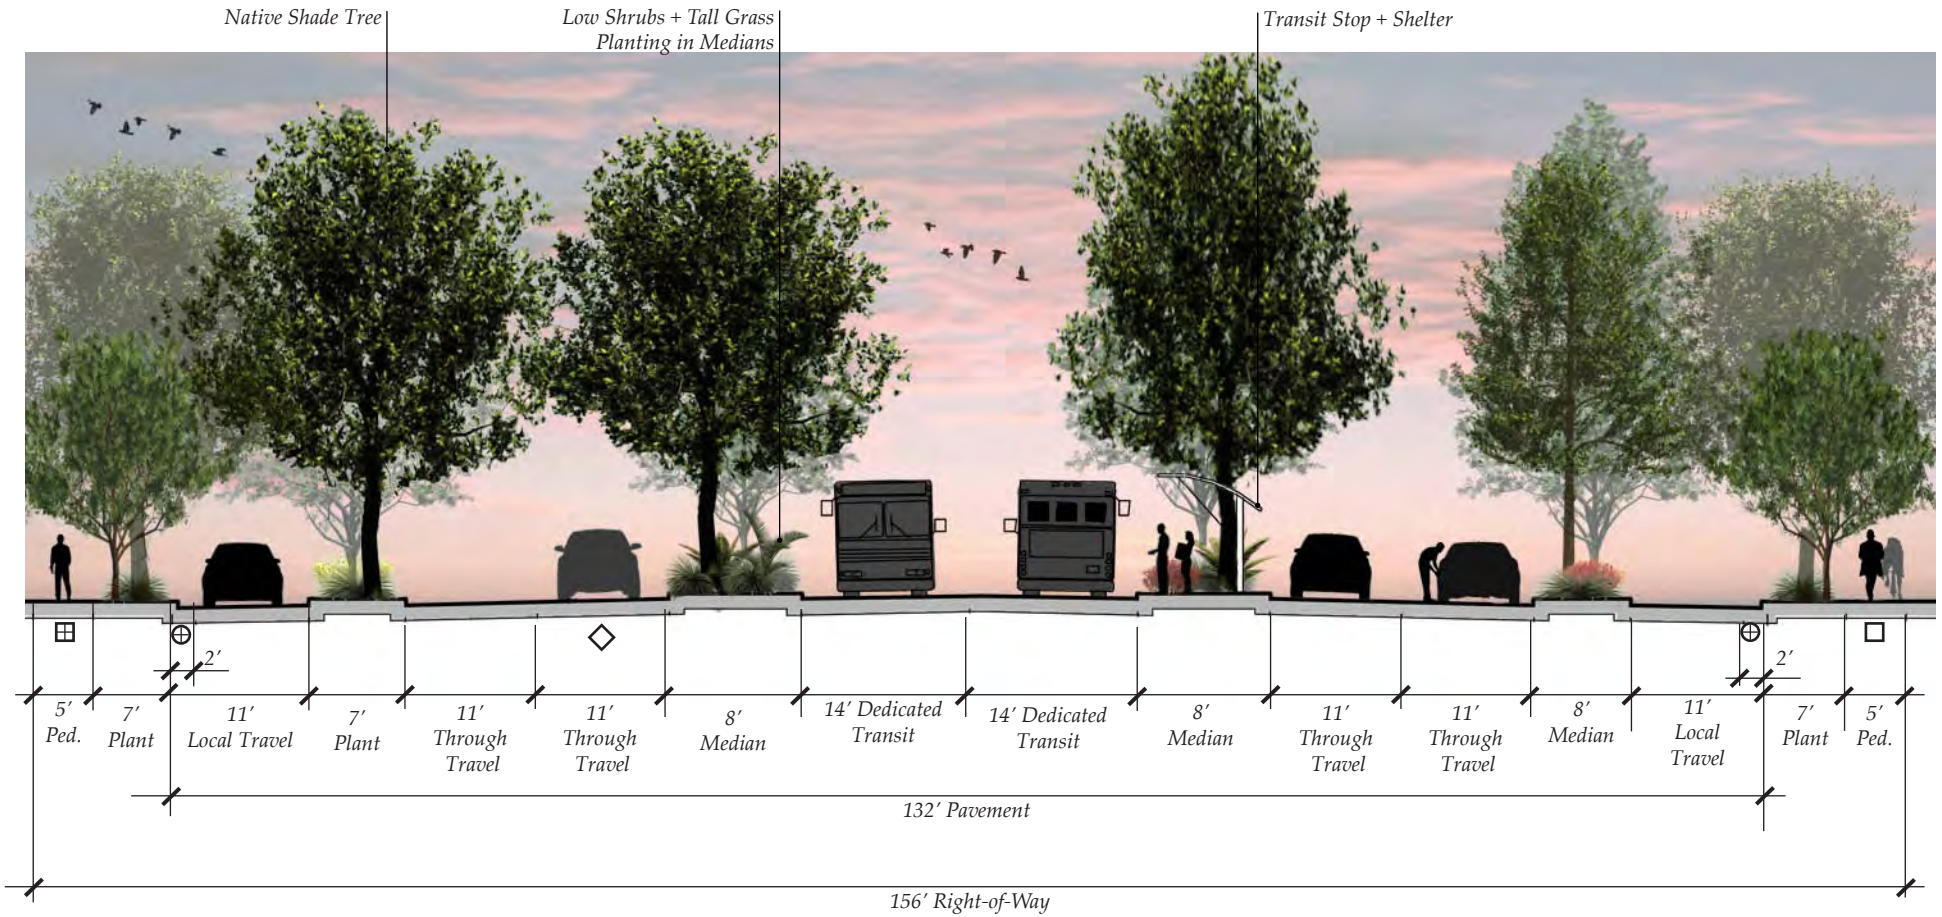 Native Shade Tree
Low Shrubs + Tall Grass
Planting in Medians
Transit Stop + Shelter
2’
2’
5’
Ped.
7’
Plant
11’
Local Travel
7’
Plant
11’
Through
Travel
11’
Through
Travel
8’
Median
14’ Dedicated
Transit
14’ Dedicated
Transit
8’
Median
11’
Through
Travel
11’
Through
Travel
8’
Median
11’
Local
Travel
7’
Plant
5’
Ped.
132’ Pavement
156’ Right-of-Way